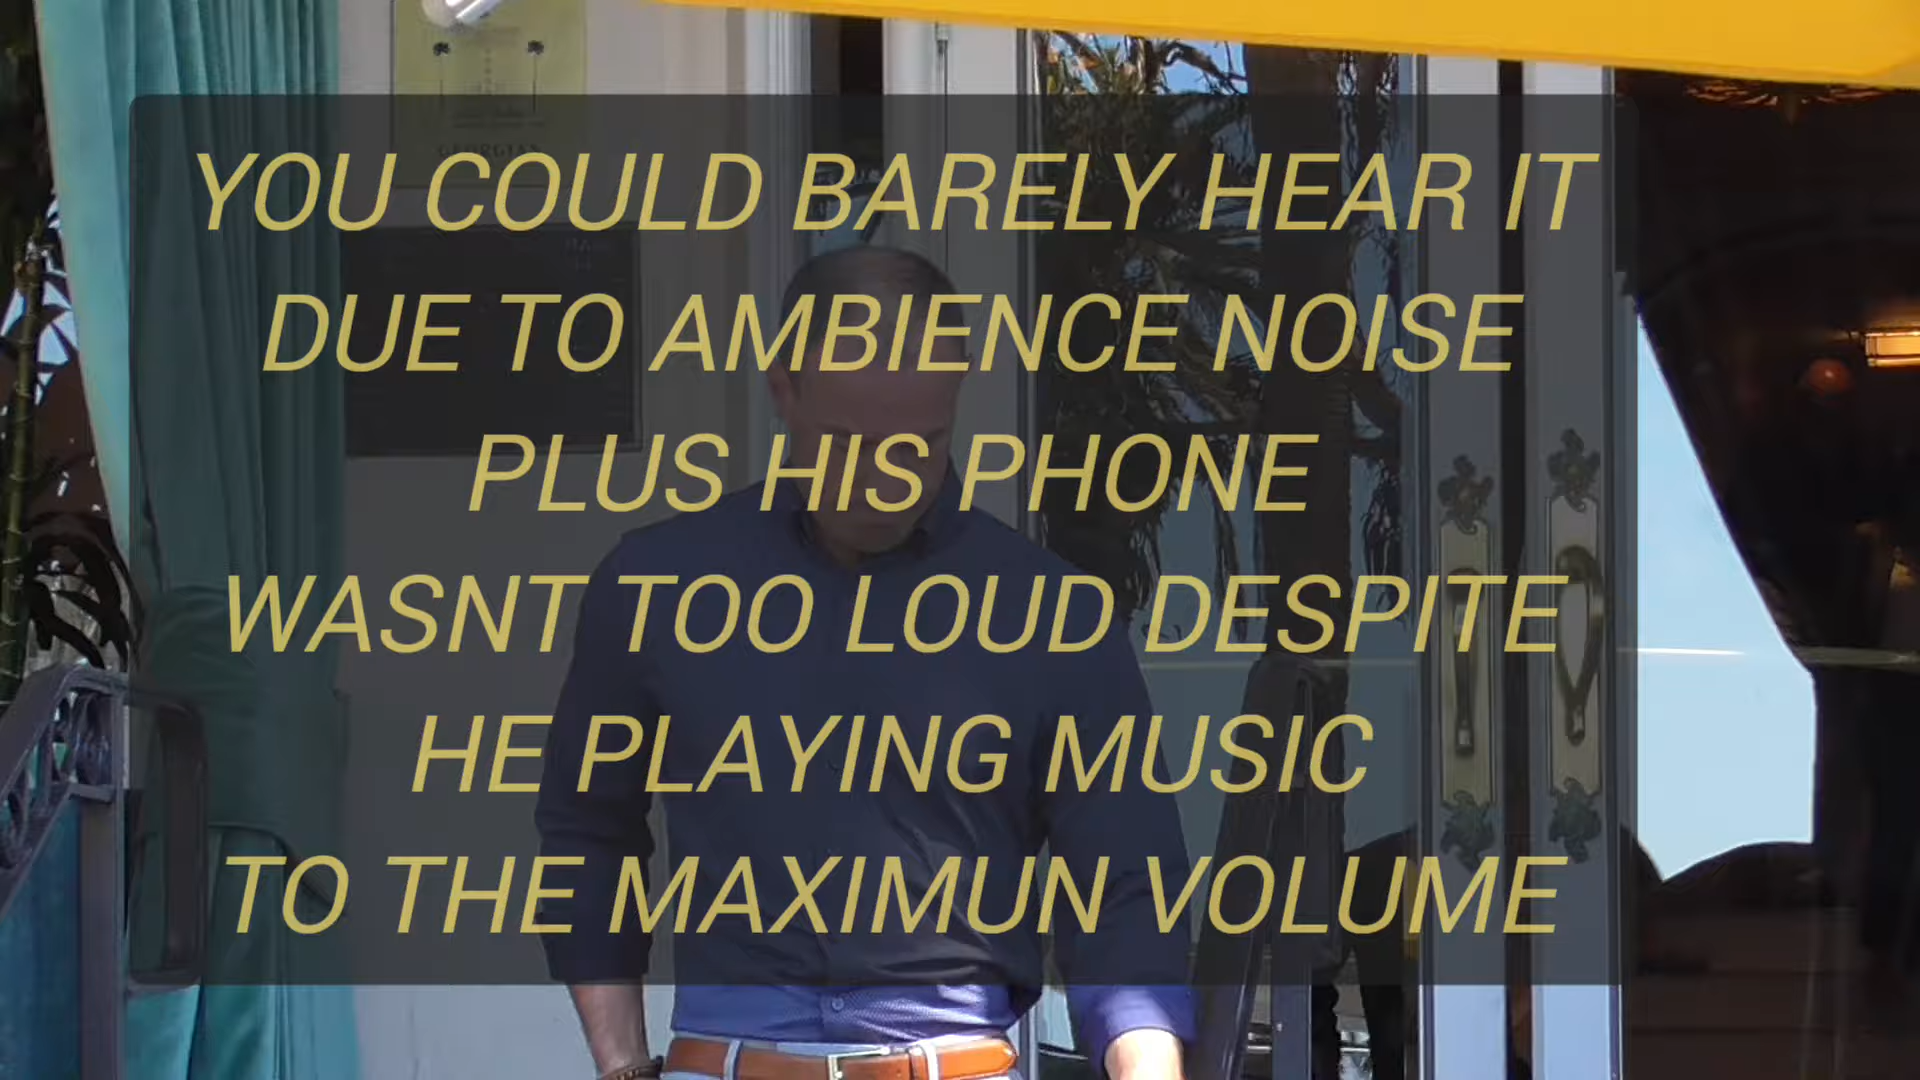 GEORGIAN
YOU COULD BARELY HEAR IT
DUE TO AMBIENCE NOISE
PLUS HIS PHONE
WASNT TOO LOUD DESPITE
HE PLAYING MUSIC
TO THE MAXIMUN VOLUME